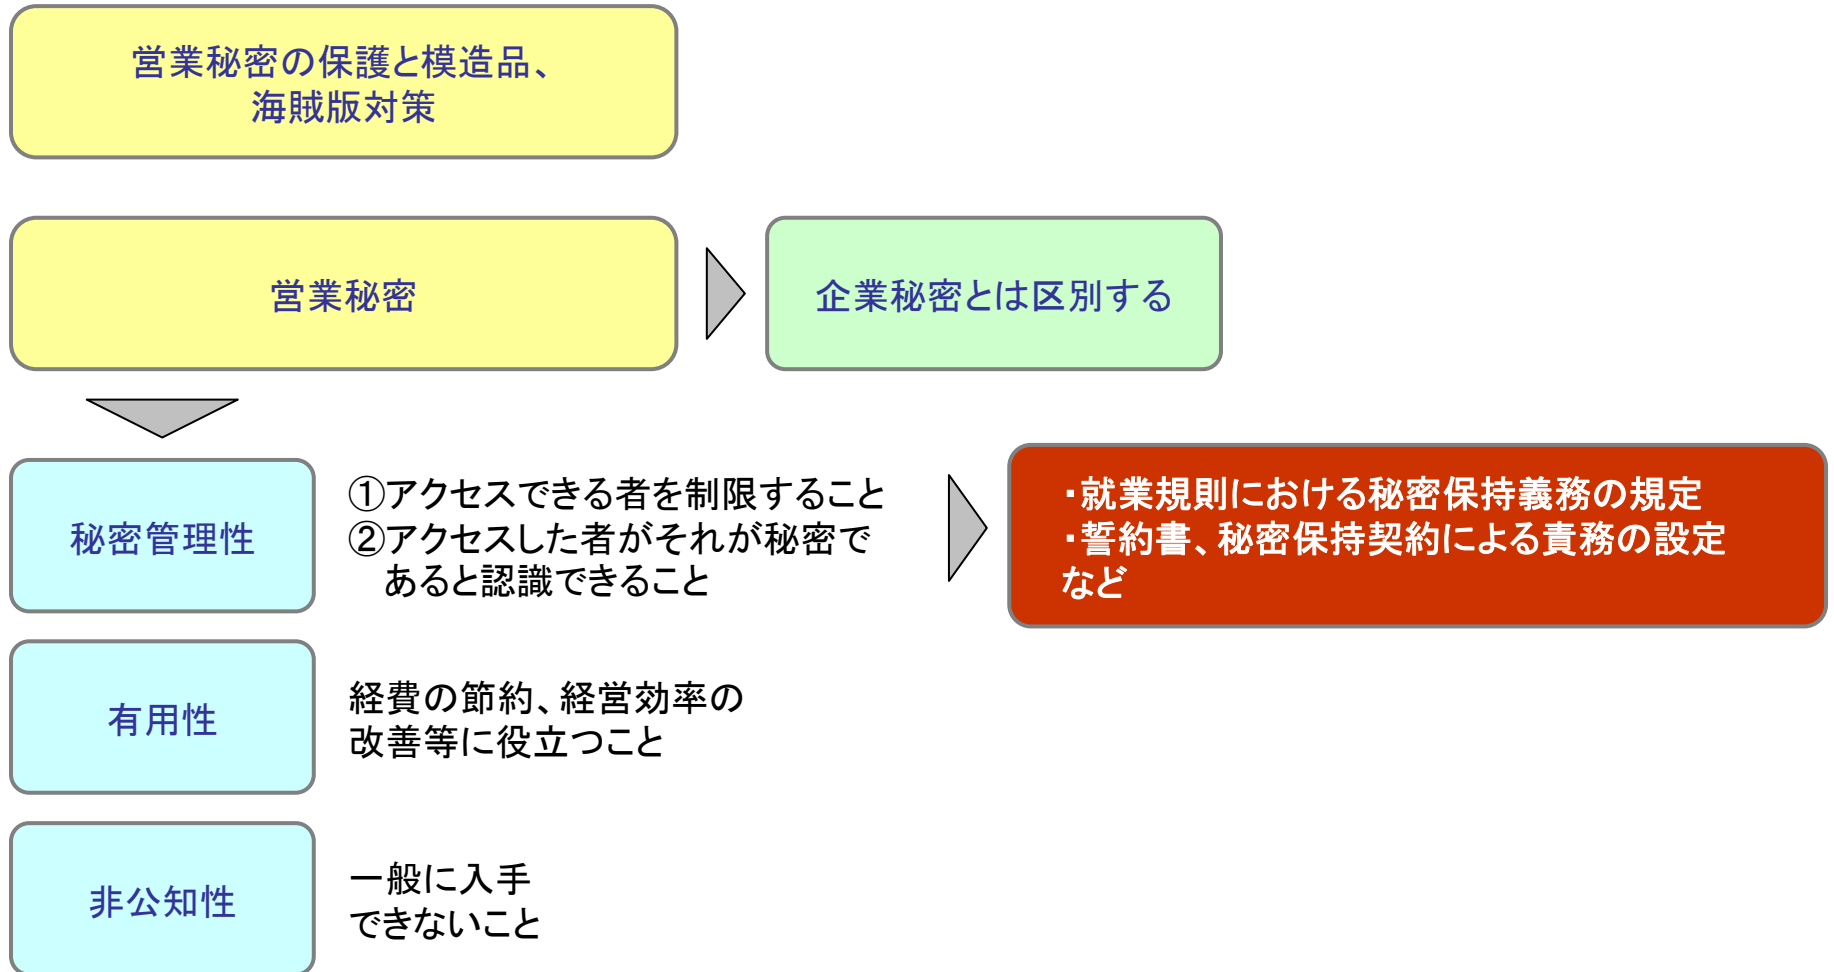 営業秘密の保護と模造品、
海賊版対策
営業秘密
企業秘密とは区別する
秘密管理性
①アクセスできる者を制限すること
②アクセスした者がそれが秘密で
あると認識できること
・就業規則における秘密保持義務の規定
・誓約書、秘密保持契約による責務の設定
など
有用性
経費の節約、経営効率の
改善等に役立つこと
非公知性
一般に入手
できないこと